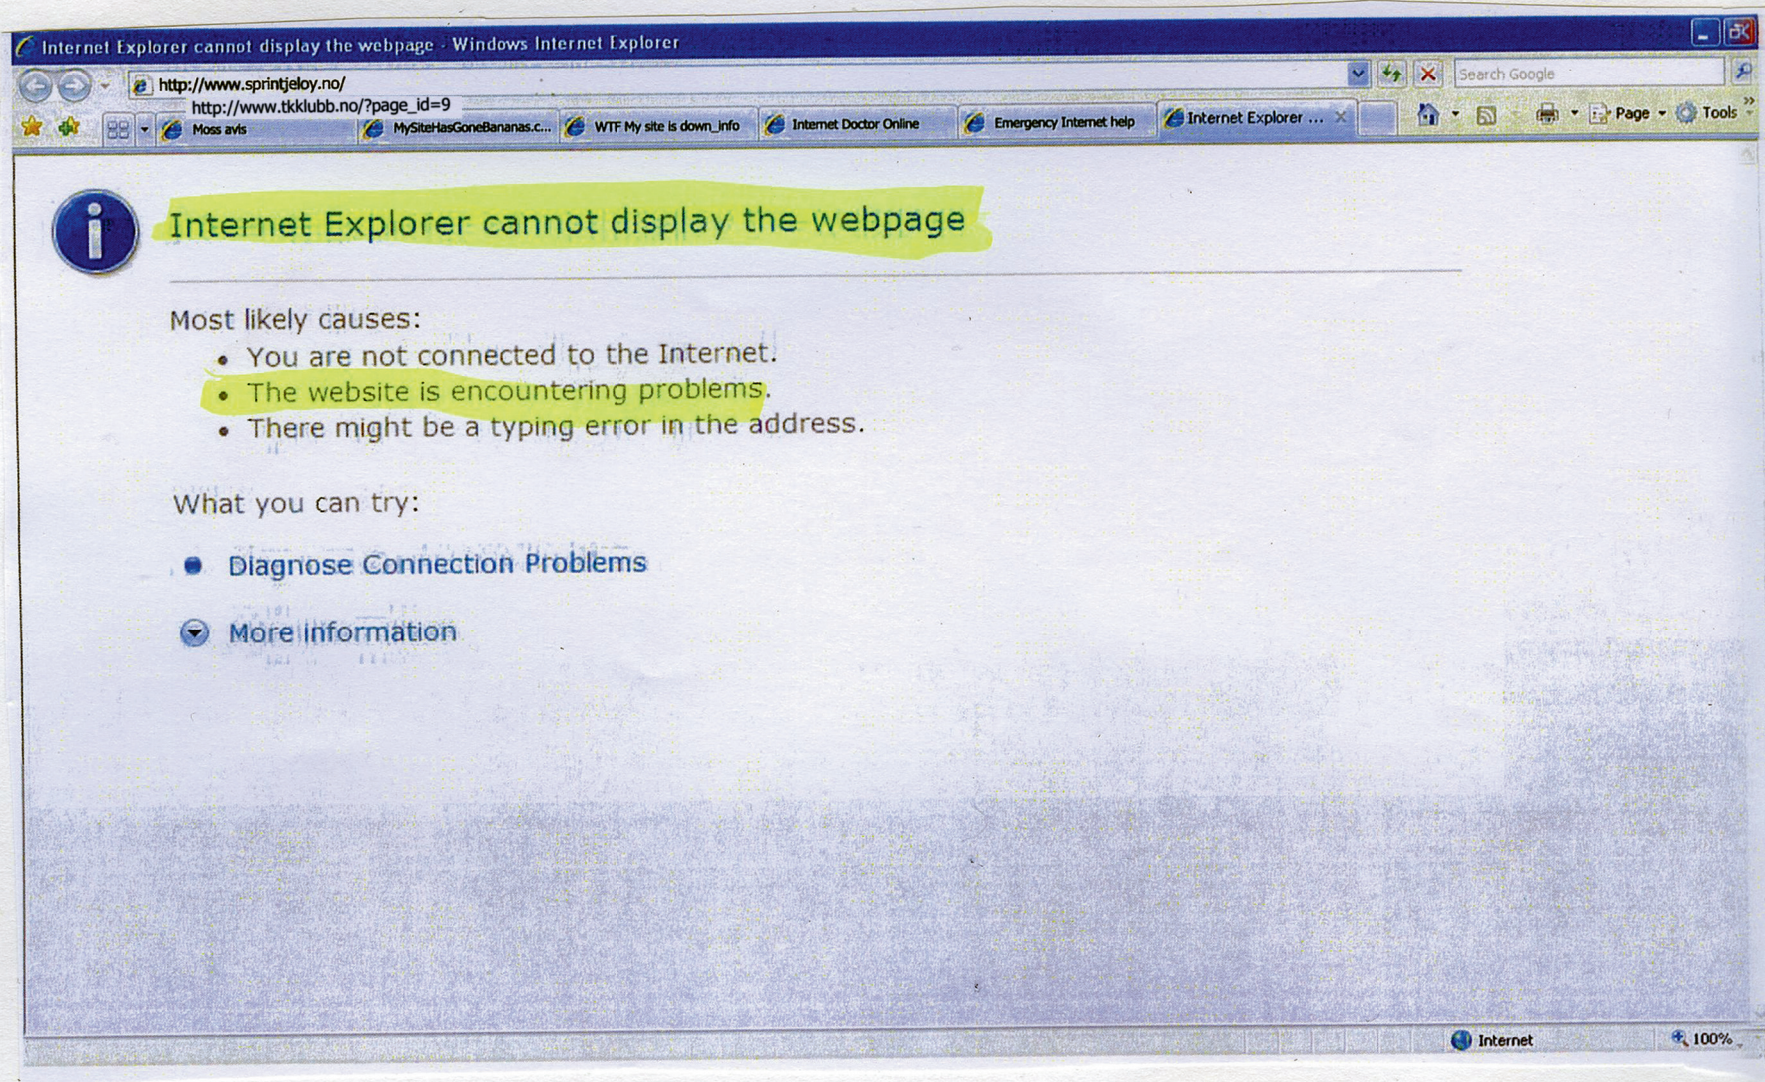 Internet Explorer cannot display the webpage - Windows Internet Explorer
http://www.sprintjeloy.no/
Search Google
http://www.tkklubb.no/?page_id=9
Moss avis
MySiteHasGoneBananas.c...
WTF My site is down_info
Internet Doctor Online
Emergency Internet help
Internet Explorer ...
Page
Tools
Internet Explorer cannot display the webpage
Most likely causes:
• You are not connected to the Internet.
• The website is encountering problems.
• There might be a typing error in the address.
What you can try:
• Diagnose Connection Problems
More information
Internet
100%